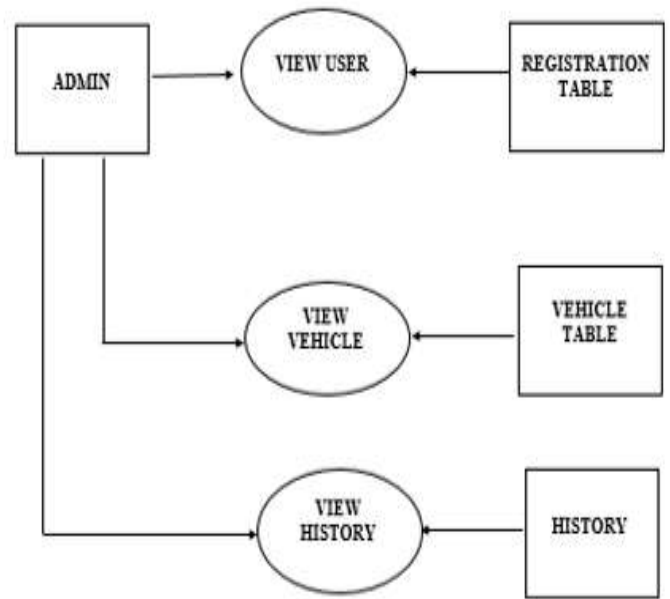 ADMIN
VIEW USER
REGISTRATION
TABLE
VIEW
VEHICLE
VEHICLE
TABLE
VIEW
HISTORY
HISTORY